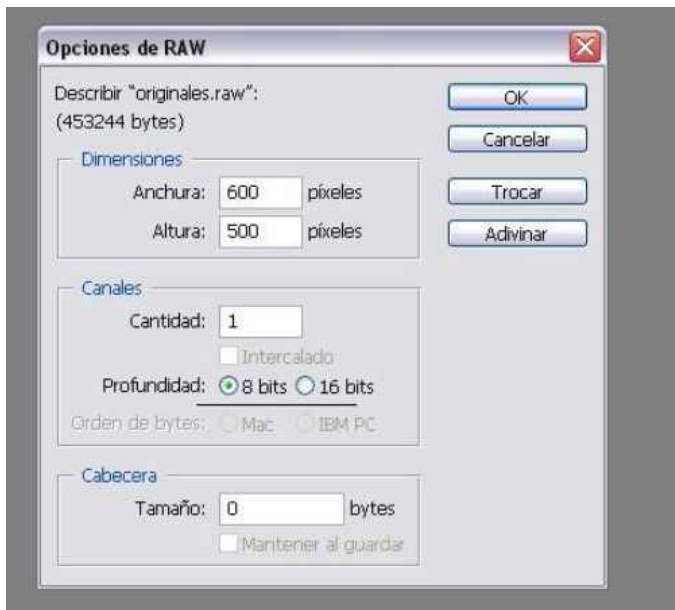 Opciones de RAW
Describir "originales.raw":
(453244 bytes)
Dimensiones
Anchura: 600 píxeles
Altura: 500 píxeles
Canales
Cantidad: 1
Intercalado
Profundidad: 8 bits 16 bits
Orden de bytes: Mac IBM PC
Cabecera
Tamaño: 0 bytes
Mantener al guardar
OK
Cancelar
Trocar
Adivinar